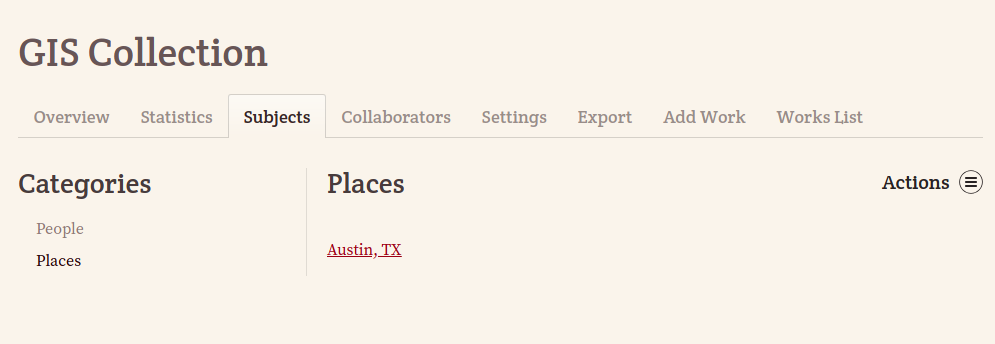 GIS Collection
Overview Statistics Subjects Collaborators Settings Export Add Work Works List
Categories
People
Places
Places
Actions
Austin, TX